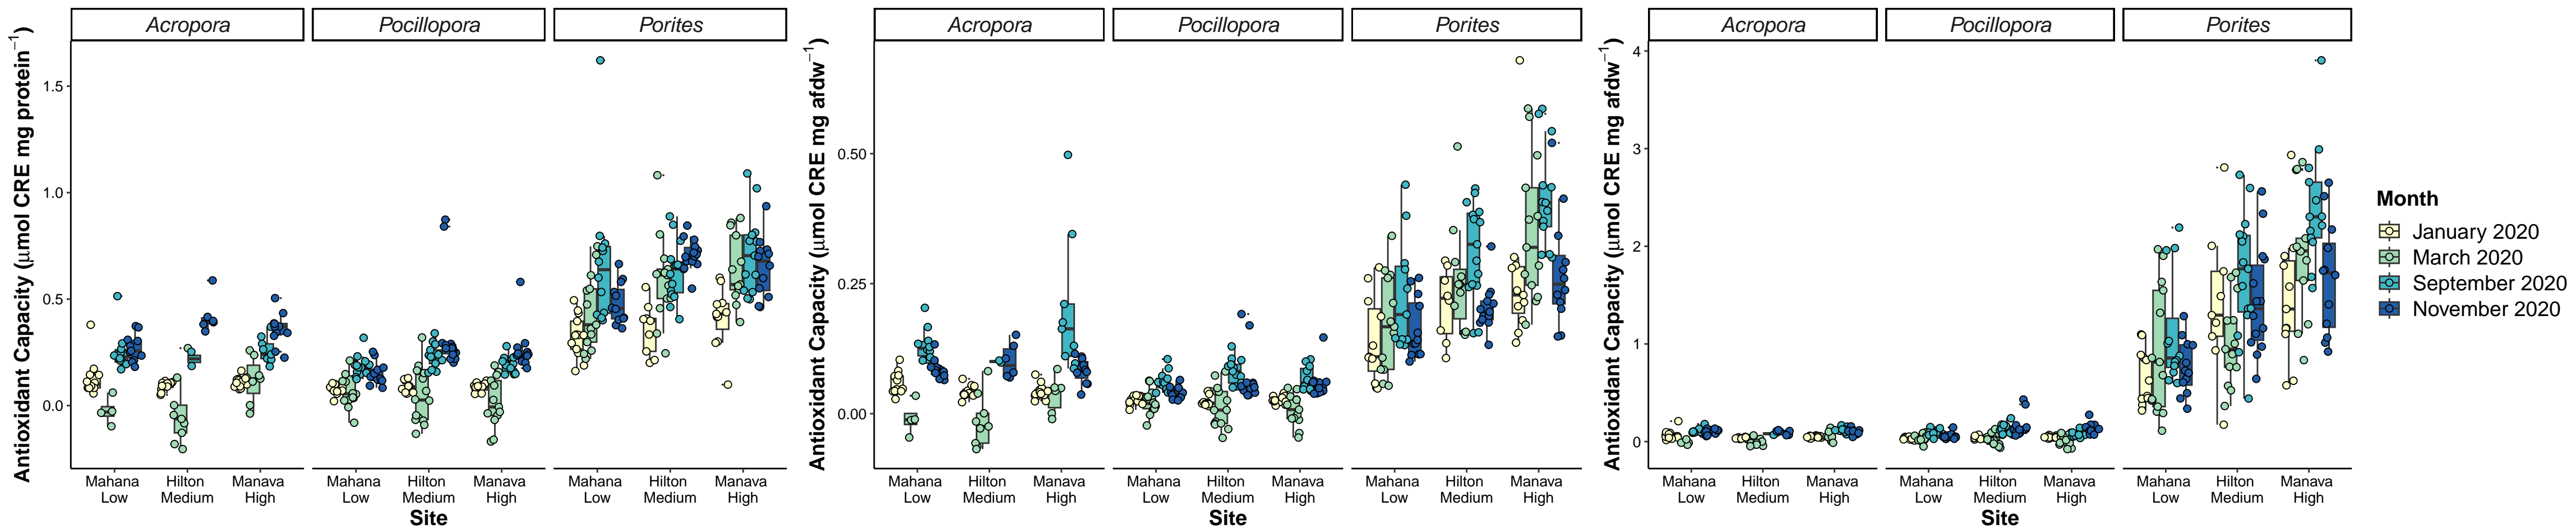 Acropora Pocillopora Porites
Antioxidant Capacity (μmol CRE mg protein⁻¹)
1.5
1.0
0.5
0.0
Mahana Low
Hilton Medium
Manava High
Mahana Low
Hilton Medium
Manava High
Mahana Low
Hilton Medium
Manava High
Site
Acropora Pocillopora Porites
Antioxidant Capacity (μmol CRE mg afdw⁻¹)
0.50
0.25
0.00
Mahana Low
Hilton Medium
Manava High
Mahana Low
Hilton Medium
Manava High
Mahana Low
Hilton Medium
Manava High
Site
Acropora Pocillopora Porites
Antioxidant Capacity (μmol CRE mg afdw⁻¹)
4
3
2
1
0
Mahana Low
Hilton Medium
Manava High
Mahana Low
Hilton Medium
Manava High
Mahana Low
Hilton Medium
Manava High
Site
Month
January 2020
March 2020
September 2020
November 2020